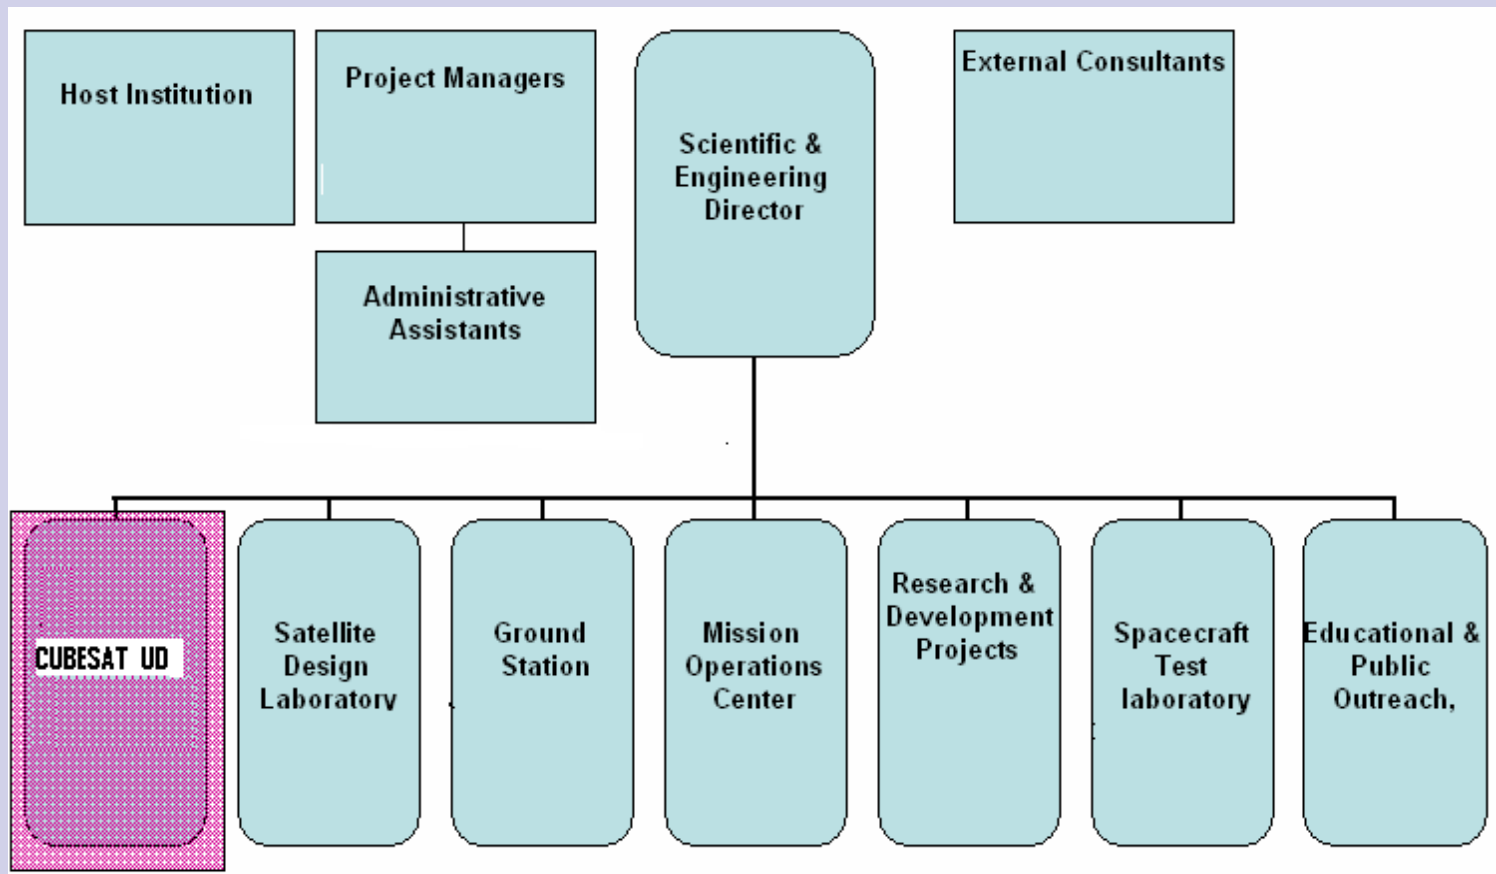 Host Institution
Project Managers
Scientific &
Engineering
Director
External Consultants
Administrative
Assistants
CUBESAT UD
Satellite
Design
Laboratory
Ground
Station
Mission
Operations
Center
Research &
Development
Projects
Spacecraft
Test
laboratory
Educational &
Public
Outreach,